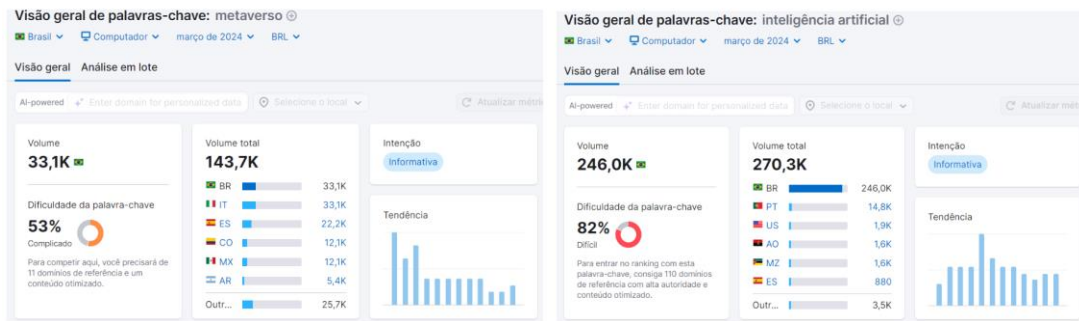 Visão geral de palavras-chave: metaverso
Brasil Computador março de 2024 BRL
Visão geral Análise em lote
AI-powered Enter domain for personalized data Selecione o local Atualizar métri
Volume
33,1K
Dificuldade da palavra-chave
53%
Complicado
Para competir aqui, você precisará de
11 domínios de referência e um
conteúdo otimizado.
Volume total
143,7K
BR 33,1K
IT 33,1K
ES 22,2K
CO 12,1K
MX 12,1K
AR 5,4K
Outr... 25,7K
Intenção
Informativa
Tendência
Visão geral de palavras-chave: inteligência artificial
Brasil Computador março de 2024 BRL
Visão geral Análise em lote
AI-powered Enter domain for personalized data Selecione o local Atualizar mét
Volume
246,0K
Dificuldade da palavra-chave
82%
Difícil
Para entrar no ranking com esta
palavra-chave, consiga 110 domínios
de referência com alta autoridade e
conteúdo otimizado.
Volume total
270,3K
BR 246,0K
PT 14,8K
US 1,9K
AO 1,6K
MZ 1,6K
ES 880
Outr... 3,5K
Intenção
Informativa
Tendência